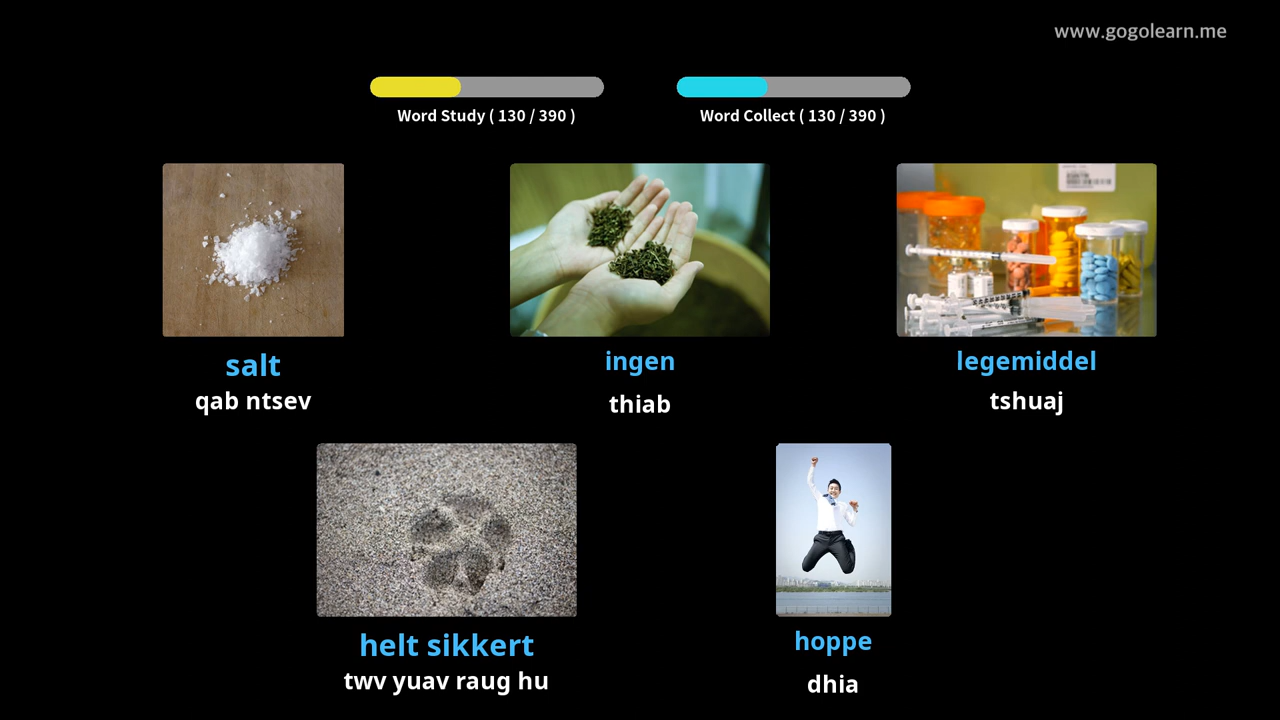 www.gogolearn.me
Word Study ( 130 / 390 )
Word Collect ( 130 / 390 )
salt
qab ntsev
ingen
thiab
legemiddel
tshuaj
helt sikkert
twv yuav raug hu
hoppe
dhia